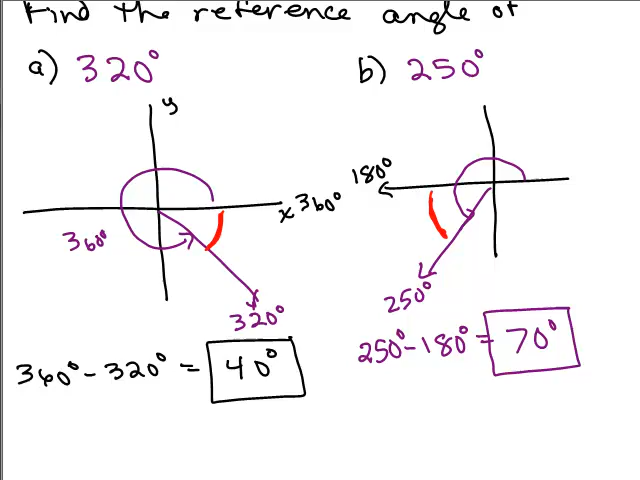 Find the reference angle of
a) 320°
b) 250°
y
180°
x 360°
360°
320°
250°
360° - 320° = 40°
250° - 180° = 70°